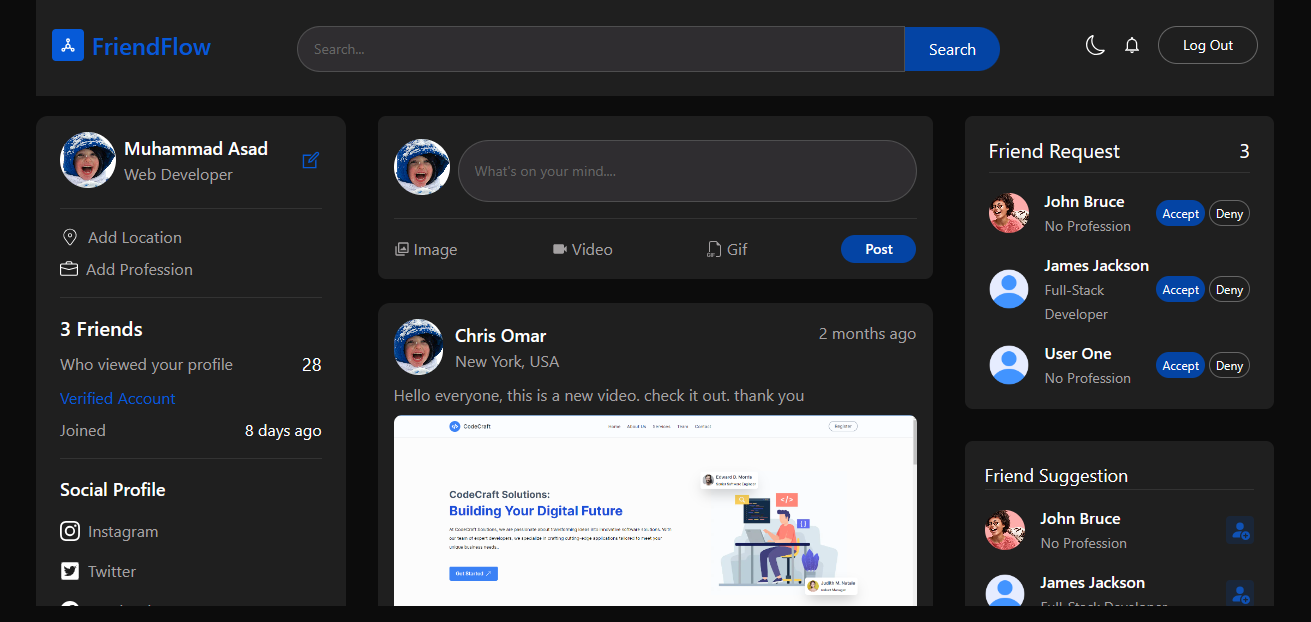 FriendFlow
Search...
Search
Log Out
Muhammad Asad
Web Developer
Add Location
Add Profession
3 Friends
Who viewed your profile 28
Verified Account
Joined 8 days ago
Social Profile
Instagram
Twitter
What's on your mind....
Image Video Gif Post
Chris Omar
New York, USA
2 months ago
Hello everyone, this is a new video. check it out. thank you
CodeCraft
Home About Us Services Team Contact Register
CodeCraft Solutions:
Building Your Digital Future
At CodeCraft Solutions, we are passionate about transforming ideas into innovative software solutions. With
our team of expert developers, we specialize in crafting cutting-edge applications tailored to meet your
unique business needs...
Get Started
Edward D. Morris
Judith M. Natale
Friend Request 3
John Bruce
No Profession
Accept Deny
James Jackson
Full-Stack
Developer
Accept Deny
User One
No Profession
Accept Deny
Friend Suggestion
John Bruce
No Profession
James Jackson
Full-Stack Developer